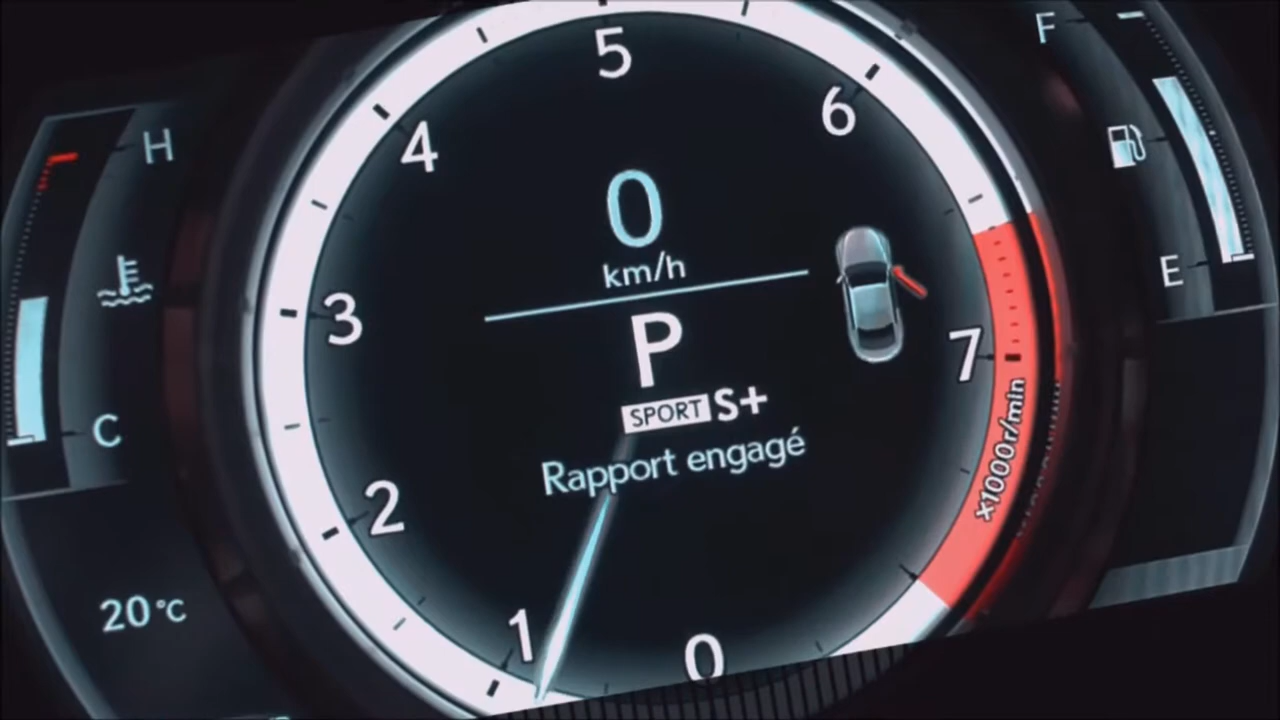 5
4
6
H
F
0
km/h
3
P
7
E
SPORT S+
Rapport engagé
C
2
x1000r/min
20°C
1
0